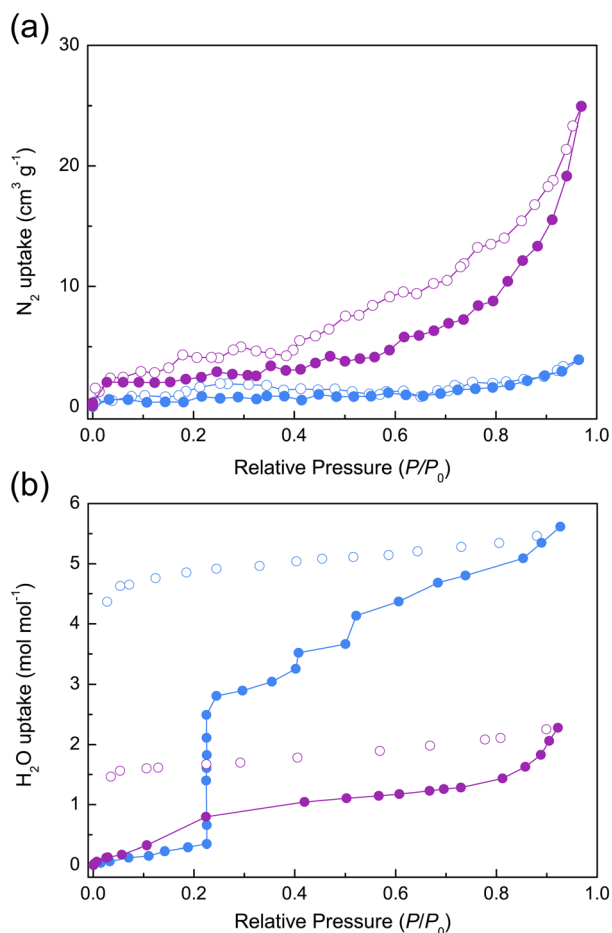 (a)
30
20
10
0
N₂ uptake (cm³ g⁻¹)
0.0 0.2 0.4 0.6 0.8 1.0
Relative Pressure (P/P₀)
(b)
6
5
4
3
2
1
0
H₂O uptake (mol mol⁻¹)
0.0 0.2 0.4 0.6 0.8 1.0
Relative Pressure (P/P₀)